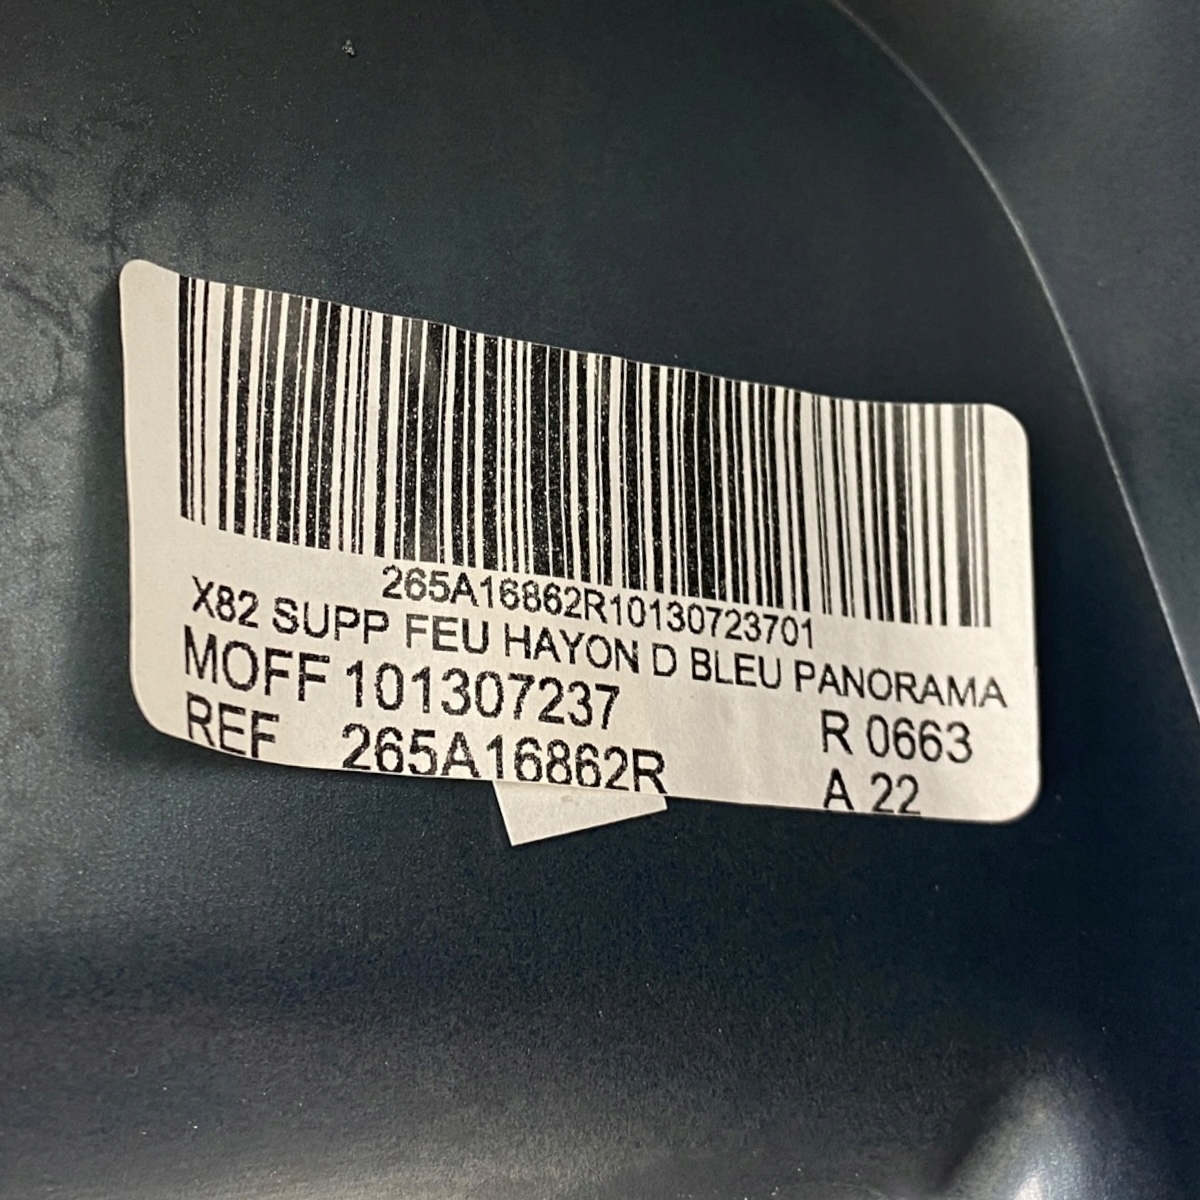 265A16862R10130723701
X82 SUPP FEU HAYON D BLEU PANORAMA
MOFF 101307237
R 0663
REF 265A16862R
A 22